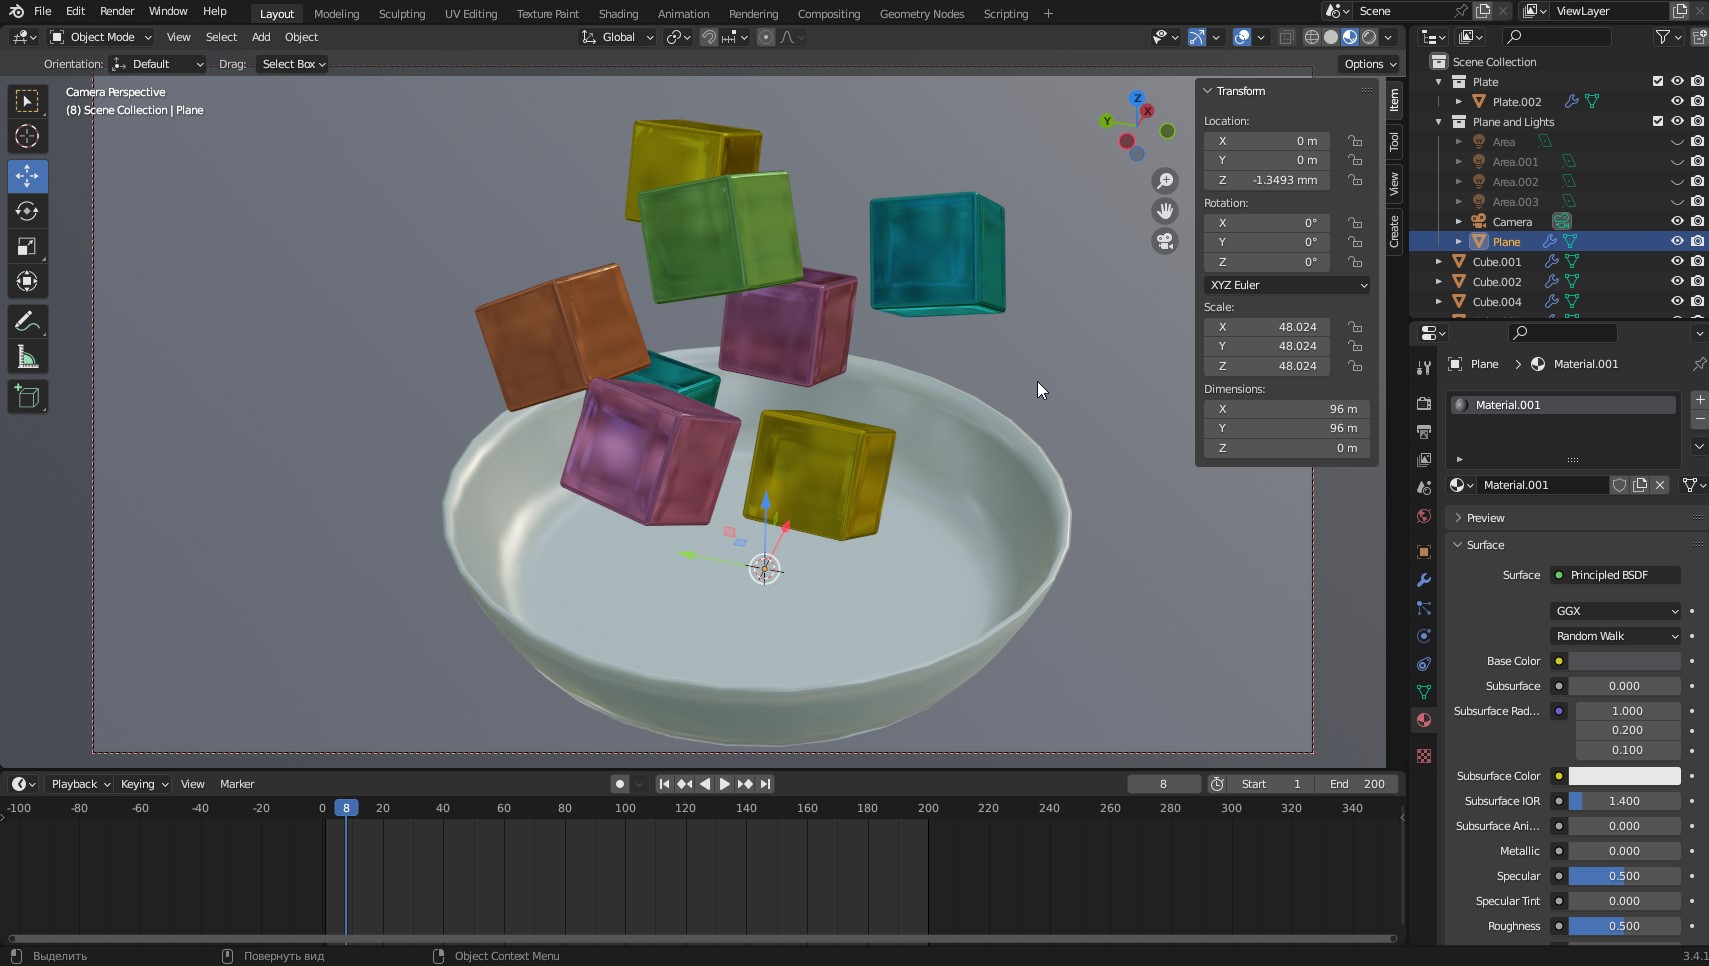 File Edit Render Window Help Layout Modeling Sculpting UV Editing Texture Paint Shading Animation Rendering Compositing Geometry Nodes Scripting + Scene ViewLayer
Object Mode View Select Add Object Global
Orientation: Default Drag: Select Box Options
Camera Perspective
(8) Scene Collection | Plane
Z
X
Y
Transform
Location:
X 0 m
Y 0 m
Z -1.3493 mm
Rotation:
X 0°
Y 0°
Z 0°
XYZ Euler
Scale:
X 48.024
Y 48.024
Z 48.024
Dimensions:
X 96 m
Y 96 m
Z 0 m
Item
Tool
View
Create
Scene Collection
Plate
Plate.002
Plane and Lights
Area
Area.001
Area.002
Area.003
Camera
Plane
Cube.001
Cube.002
Cube.004
Plane > Material.001
Material.001
Material.001
Preview
Surface
Surface Principled BSDF
GGX
Random Walk
Base Color
Subsurface 0.000
Subsurface Rad... 1.000
0.200
0.100
Subsurface Color
Subsurface IOR 1.400
Subsurface Ani... 0.000
Metallic 0.000
Specular 0.500
Specular Tint 0.000
Roughness 0.500
Playback Keying View Marker 8 Start 1 End 200
-100 -80 -60 -40 -20 0 8 20 40 60 80 100 120 140 160 180 200 220 240 260 280 300 320 340
Выделить Повернуть вид Object Context Menu 3.4.1